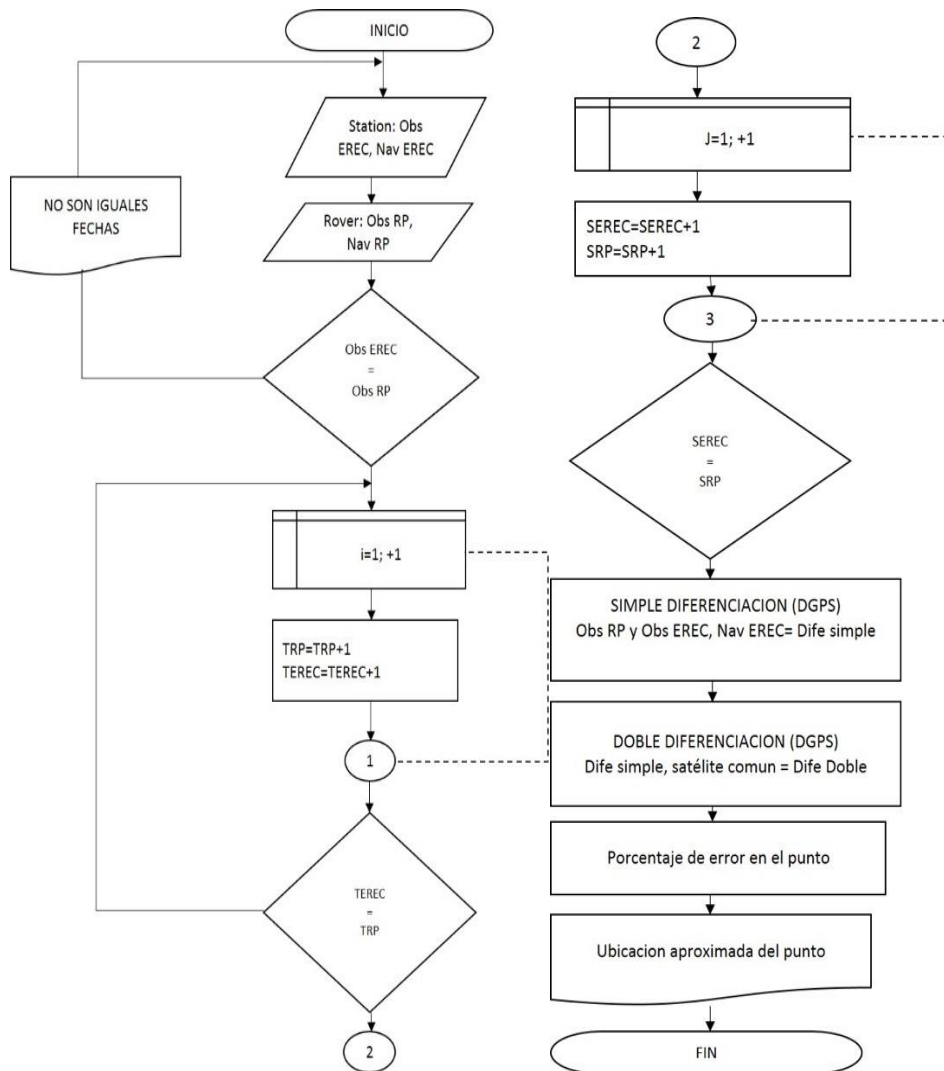 INICIO
Station: Obs
EREC, Nav EREC
Rover: Obs RP,
Nav RP
NO SON IGUALES
FECHAS
Obs EREC
=
Obs RP
i=1; +1
TRP=TRP+1
TEREC=TEREC+1
1
TEREC
=
TRP
2
2
J=1; +1
SEREC=SEREC+1
SRP=SRP+1
3
SEREC
=
SRP
SIMPLE DIFERENCIACION (DGPS)
Obs RP y Obs EREC, Nav EREC= Dife simple
DOBLE DIFERENCIACION (DGPS)
Dife simple, satélite comun = Dife Doble
Porcentaje de error en el punto
Ubicacion aproximada del punto
FIN